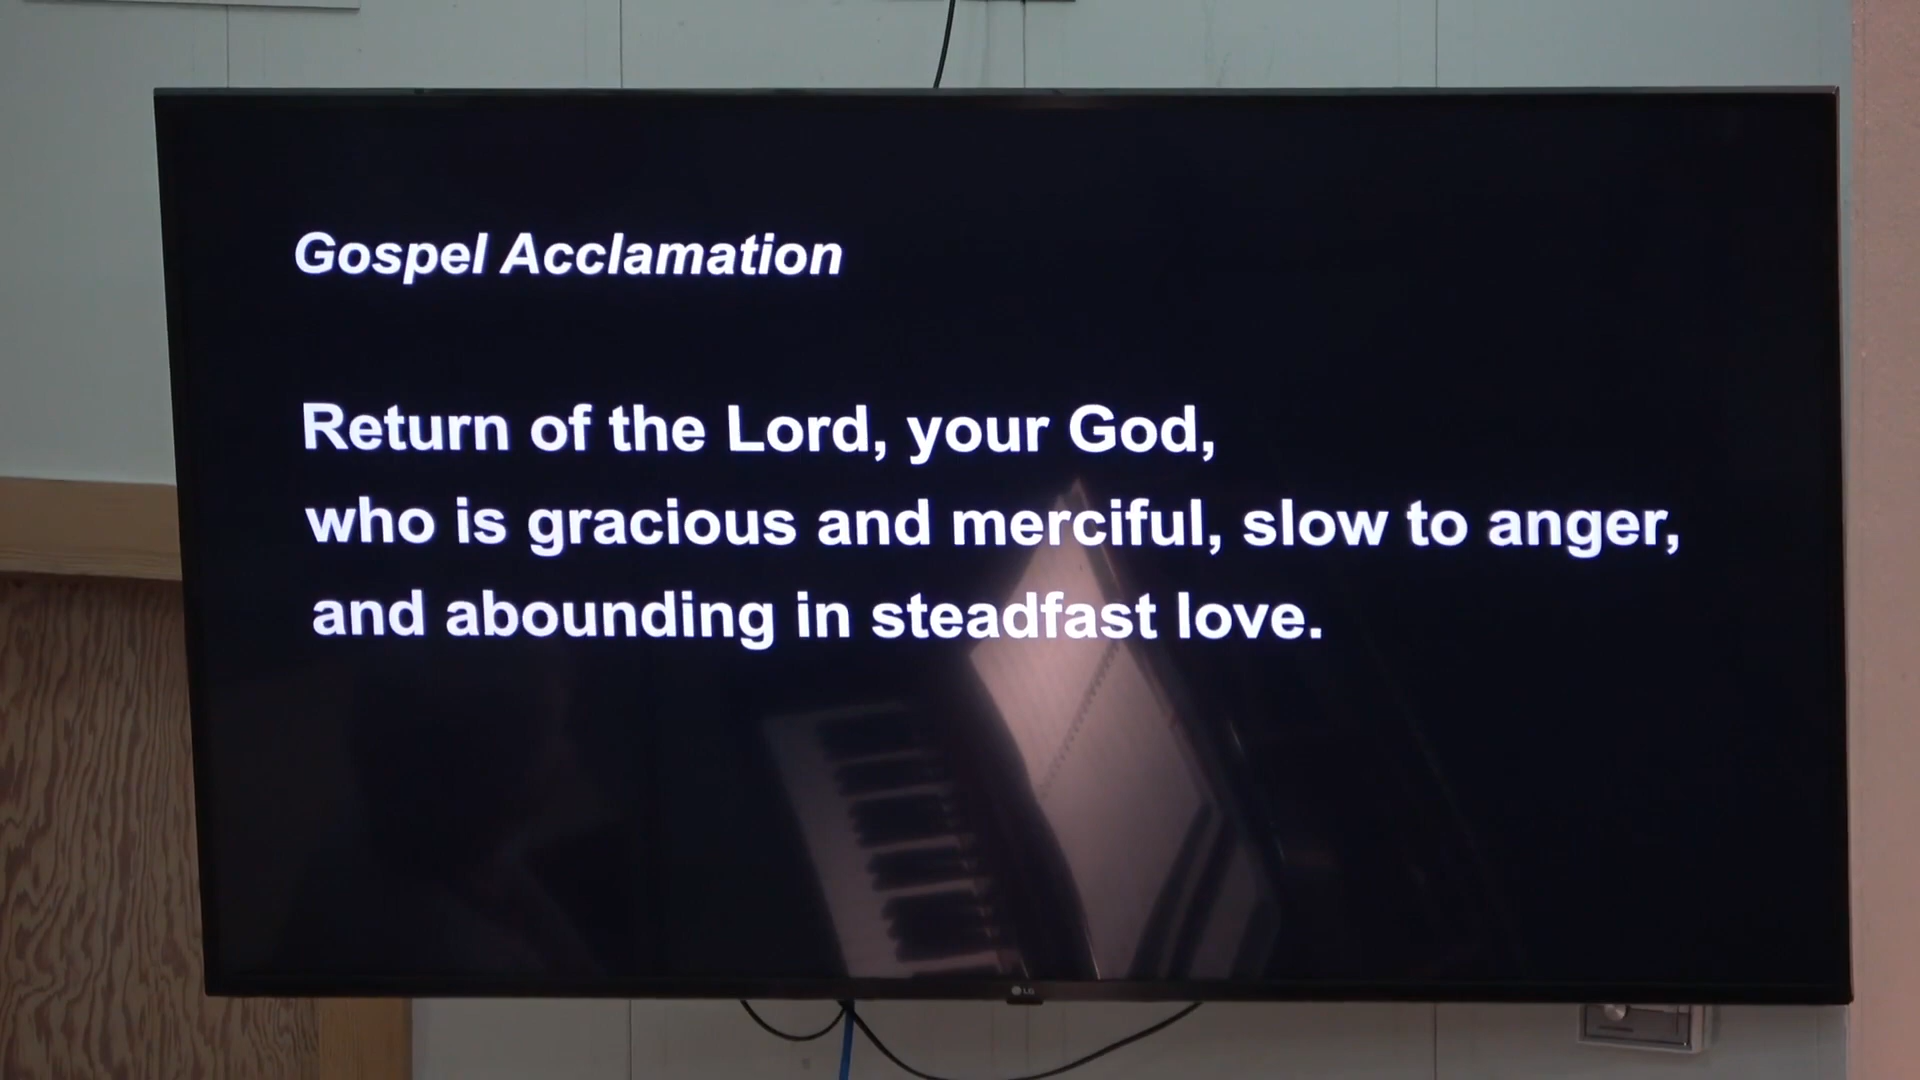 Gospel Acclamation
Return of the Lord, your God,
who is gracious and merciful, slow to anger,
and abounding in steadfast love.
LG